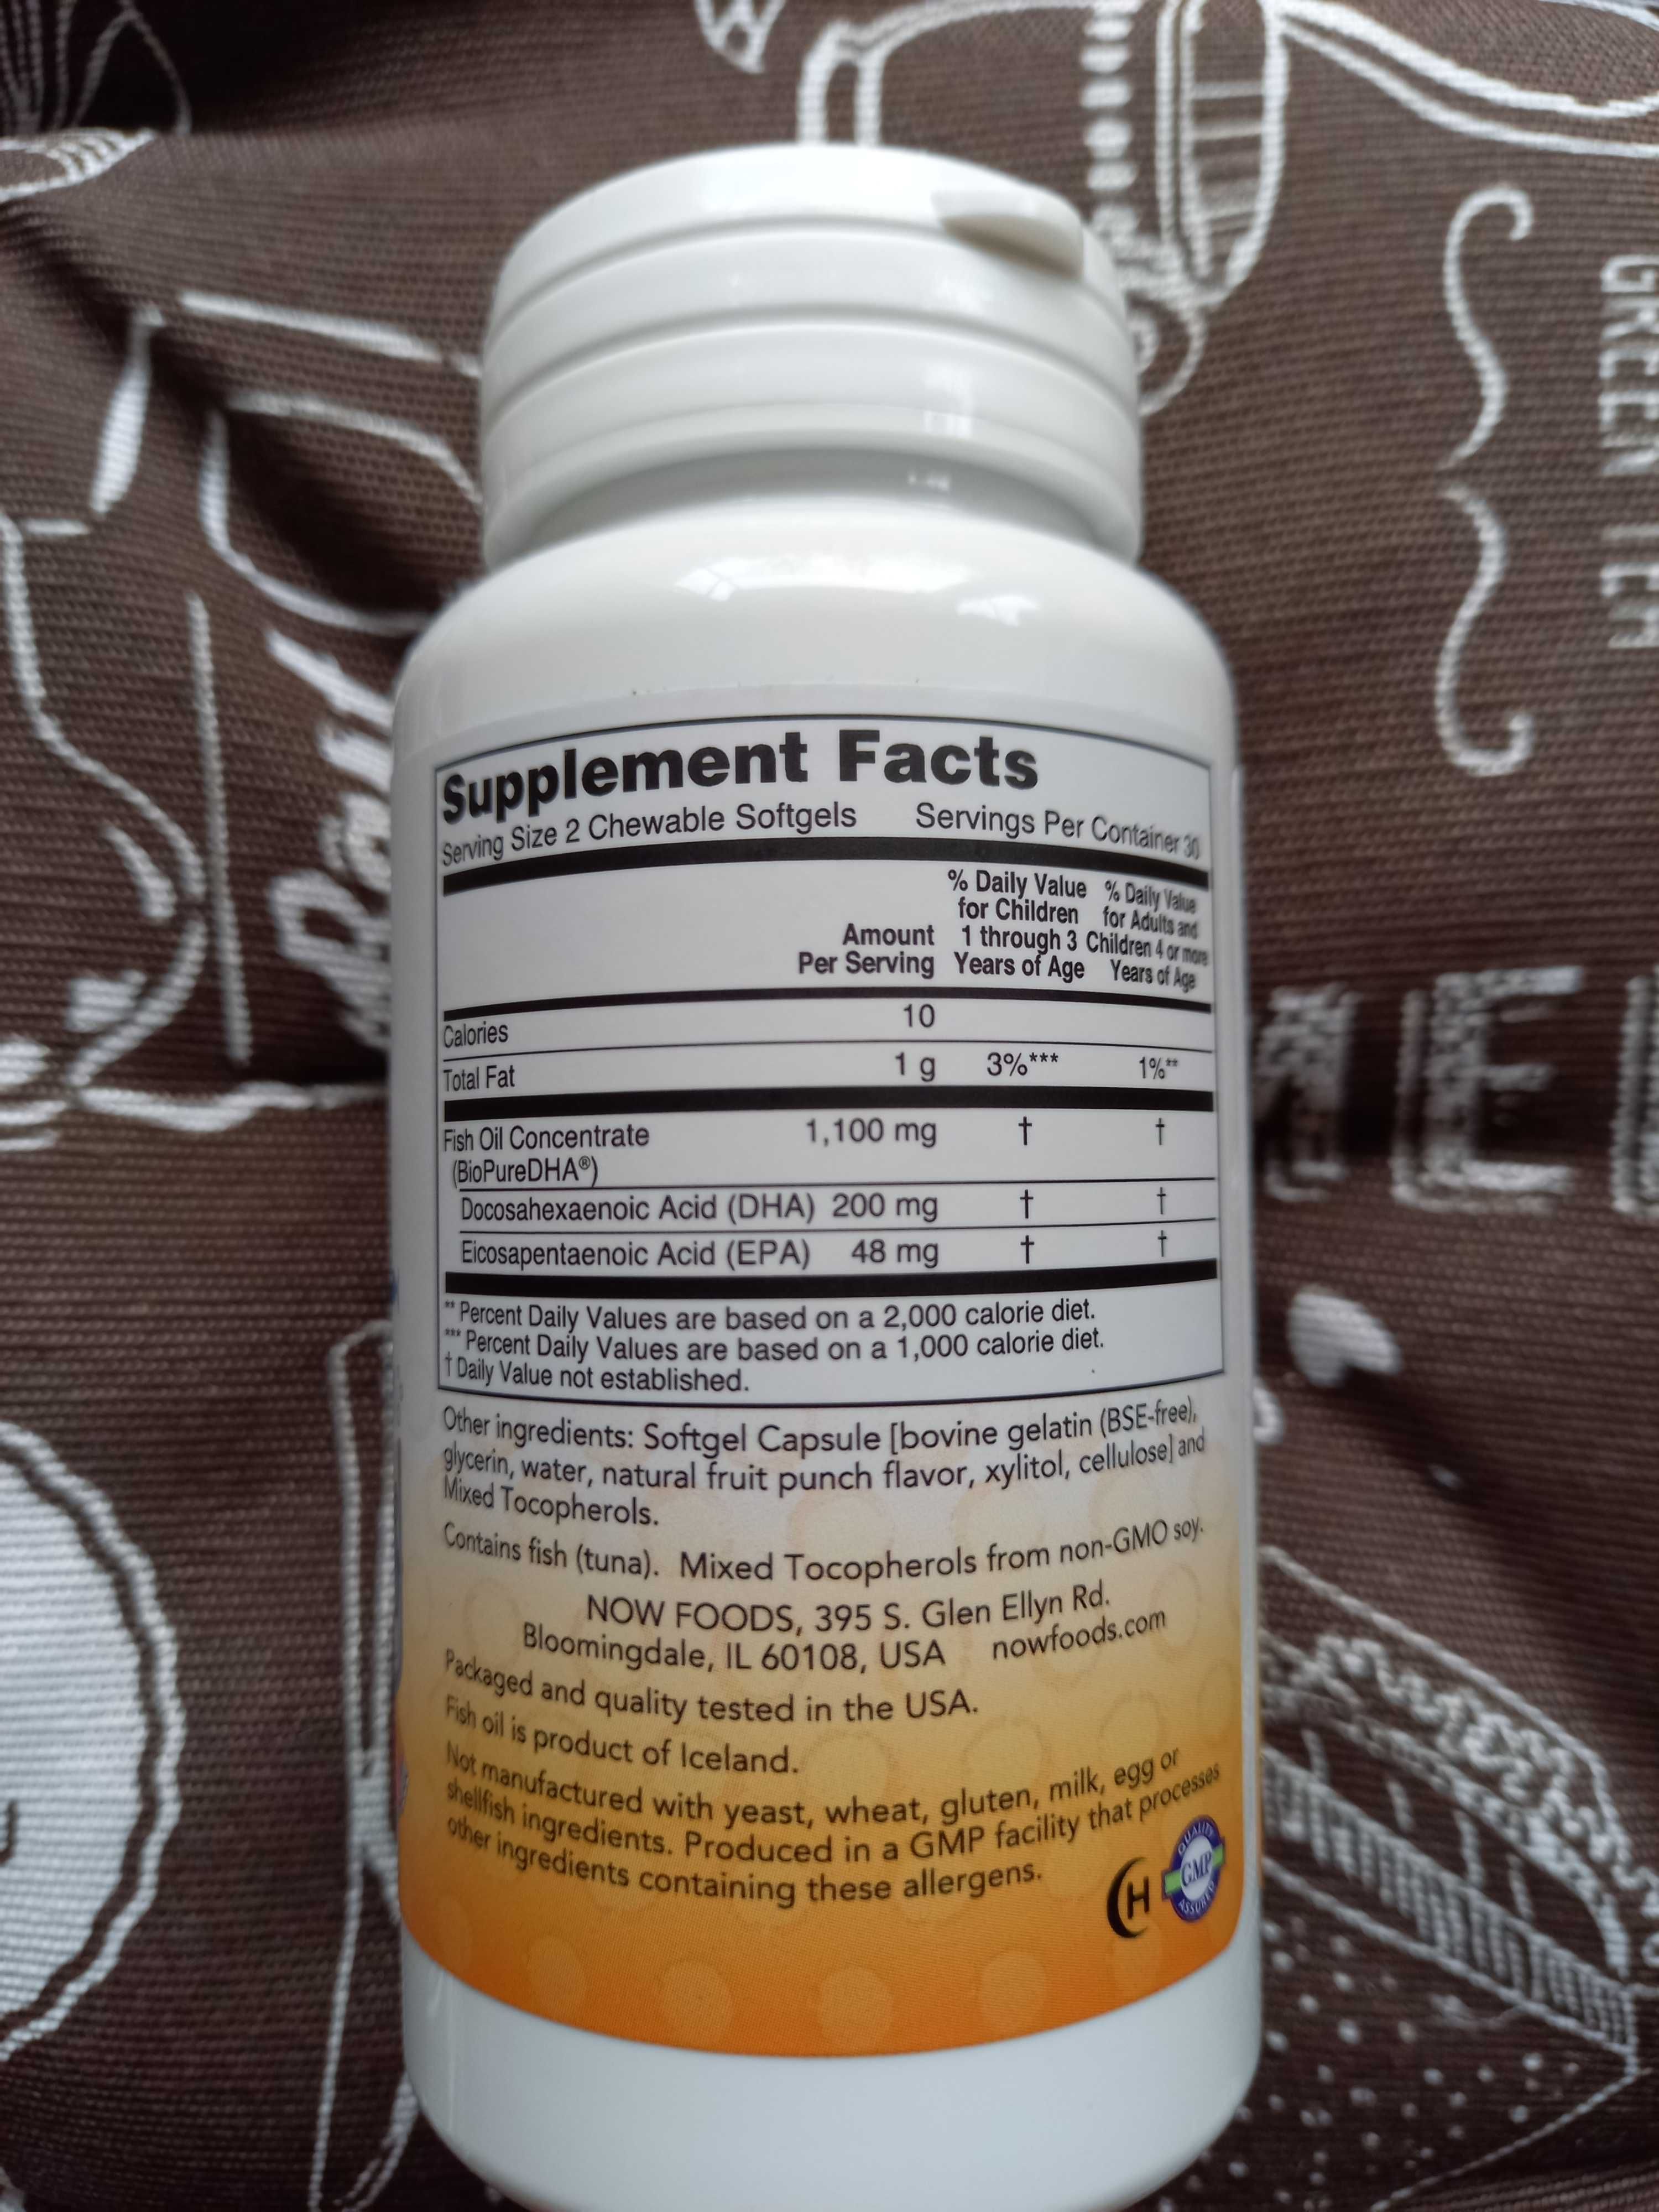 Supplement Facts
Serving Size 2 Chewable Softgels Servings Per Container 30
% Daily Value for Children 1 through 3 Years of Age
% Daily Value for Adults and Children 4 or more Years of Age
Amount Per Serving
Calories 10
Total Fat 1 g 3%*** 1%**
Fish Oil Concentrate 1,100 mg † †
(BioPureDHA®)
Docosahexaenoic Acid (DHA) 200 mg † †
Eicosapentaenoic Acid (EPA) 48 mg † †
** Percent Daily Values are based on a 2,000 calorie diet.
*** Percent Daily Values are based on a 1,000 calorie diet.
† Daily Value not established.
Other ingredients: Softgel Capsule [bovine gelatin (BSE-free),
glycerin, water, natural fruit punch flavor, xylitol, cellulose] and
Mixed Tocopherols.
Contains fish (tuna). Mixed Tocopherols from non-GMO soy.
NOW FOODS, 395 S. Glen Ellyn Rd.
Bloomingdale, IL 60108, USA nowfoods.com
Packaged and quality tested in the USA.
Fish oil is product of Iceland.
Not manufactured with yeast, wheat, gluten, milk, egg or
shellfish ingredients. Produced in a GMP facility that processes
other ingredients containing these allergens.
H
QUALITY
GMP
ASSURED
GREEN TEA